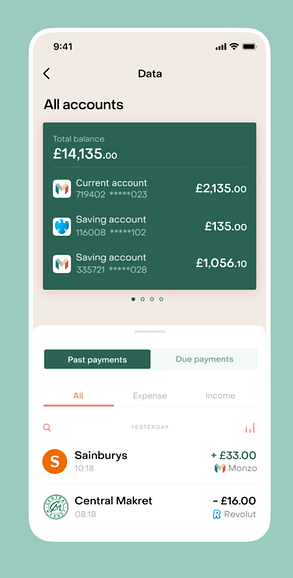 9:41
Data
All accounts
Total balance
£14,135.00
Current account
719402 *****023
£2,135.00
Saving account
116008 *****102
£135.00
Saving account
335721 *****028
£1,056.10
Past payments
Due payments
All Expense Income
YESTERDAY
S
Sainburys
10:18
+ £33.00
Monzo
Central Makret
08:18
- £16.00
Revolut